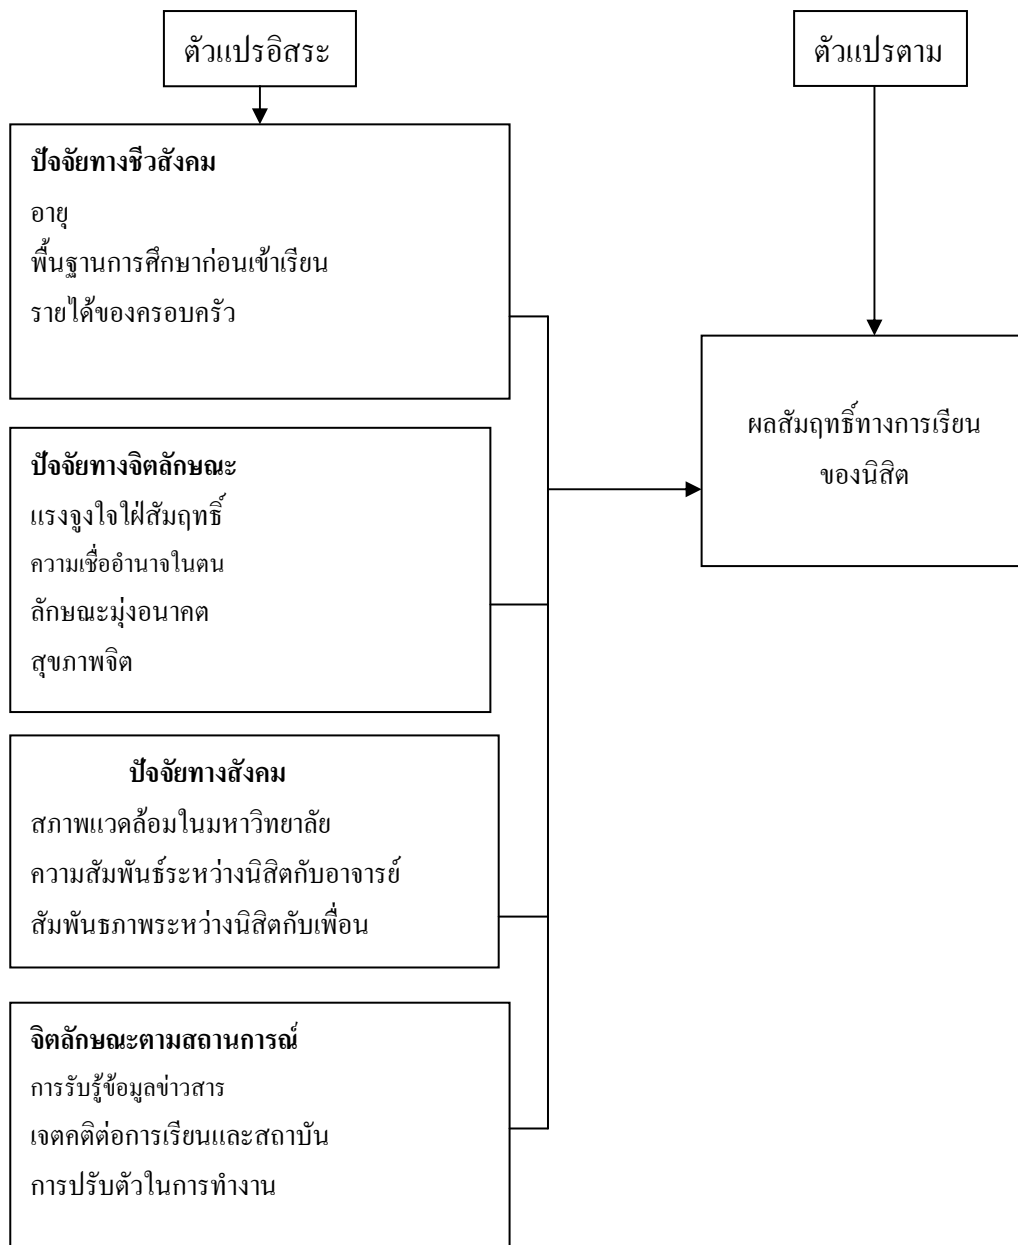 ตัวแปรอิสระ
ตัวแปรตาม
ปัจจัยทางชีวสังคม
อายุ
พื้นฐานการศึกษาก่อนเข้าเรียน
รายได้ของครอบครัว
ปัจจัยทางจิตลักษณะ
แรงจูงใจใฝ่สัมฤทธิ์
ความเชื่ออำนาจในตน
ลักษณะมุ่งอนาคต
สุขภาพจิต
ปัจจัยทางสังคม
สภาพแวดล้อมในมหาวิทยาลัย
ความสัมพันธ์ระหว่างนิสิตกับอาจารย์
สัมพันธภาพระหว่างนิสิตกับเพื่อน
จิตลักษณะตามสถานการณ์
การรับรู้ข้อมูลข่าวสาร
เจตคติต่อการเรียนและสถาบัน
การปรับตัวในการทำงาน
ผลสัมฤทธิ์ทางการเรียน
ของนิสิต